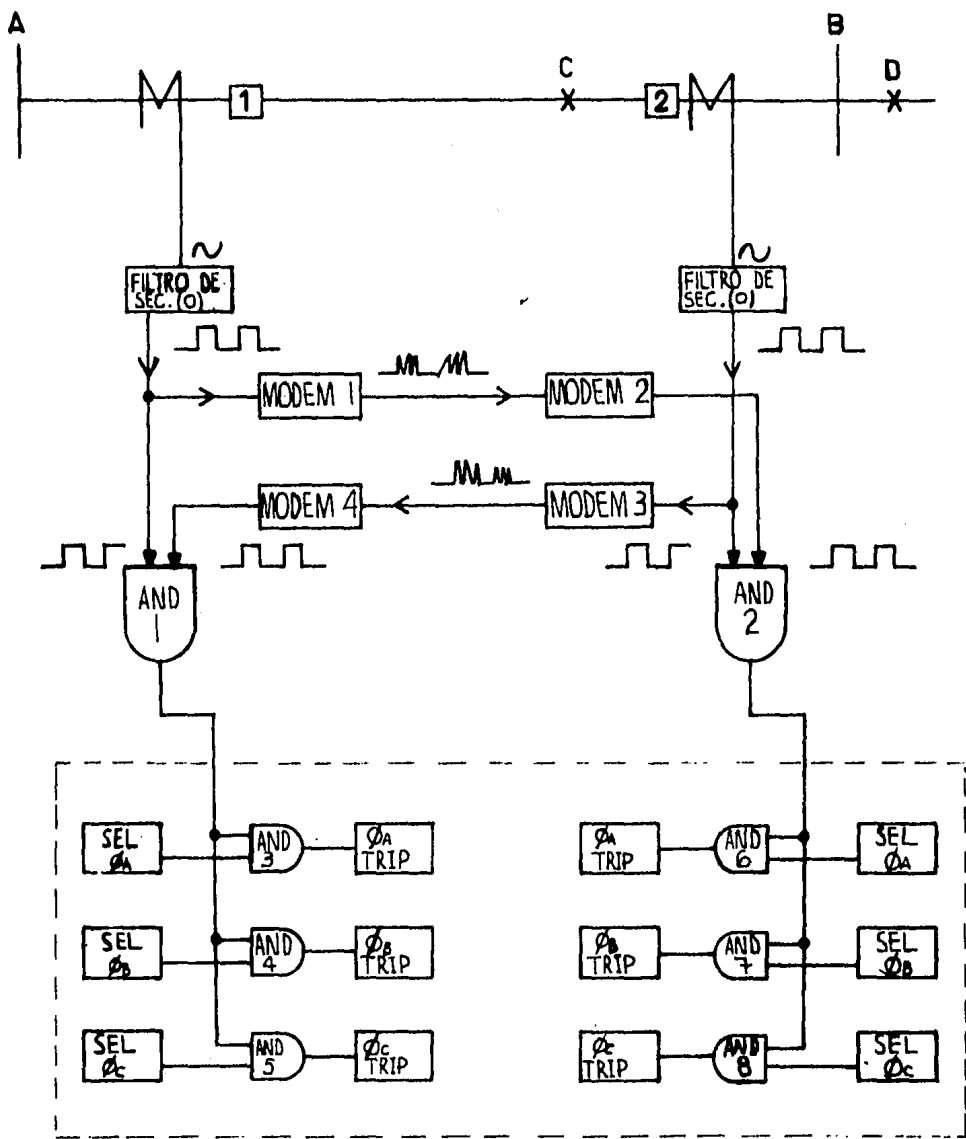 A
B
C
D
1
2
FILTRO DE
SEC. (0)
FILTRO DE
SEC. (0)
MODEM 1
MODEM 2
MODEM 4
MODEM 3
AND
1
AND
2
SEL
ØA
AND
3
ØA
TRIP
ØA
TRIP
AND
6
SEL
ØA
SEL
ØB
AND
4
ØB
TRIP
ØB
TRIP
AND
7
SEL
ØB
SEL
ØC
AND
5
ØC
TRIP
ØC
TRIP
AND
8
SEL
ØC